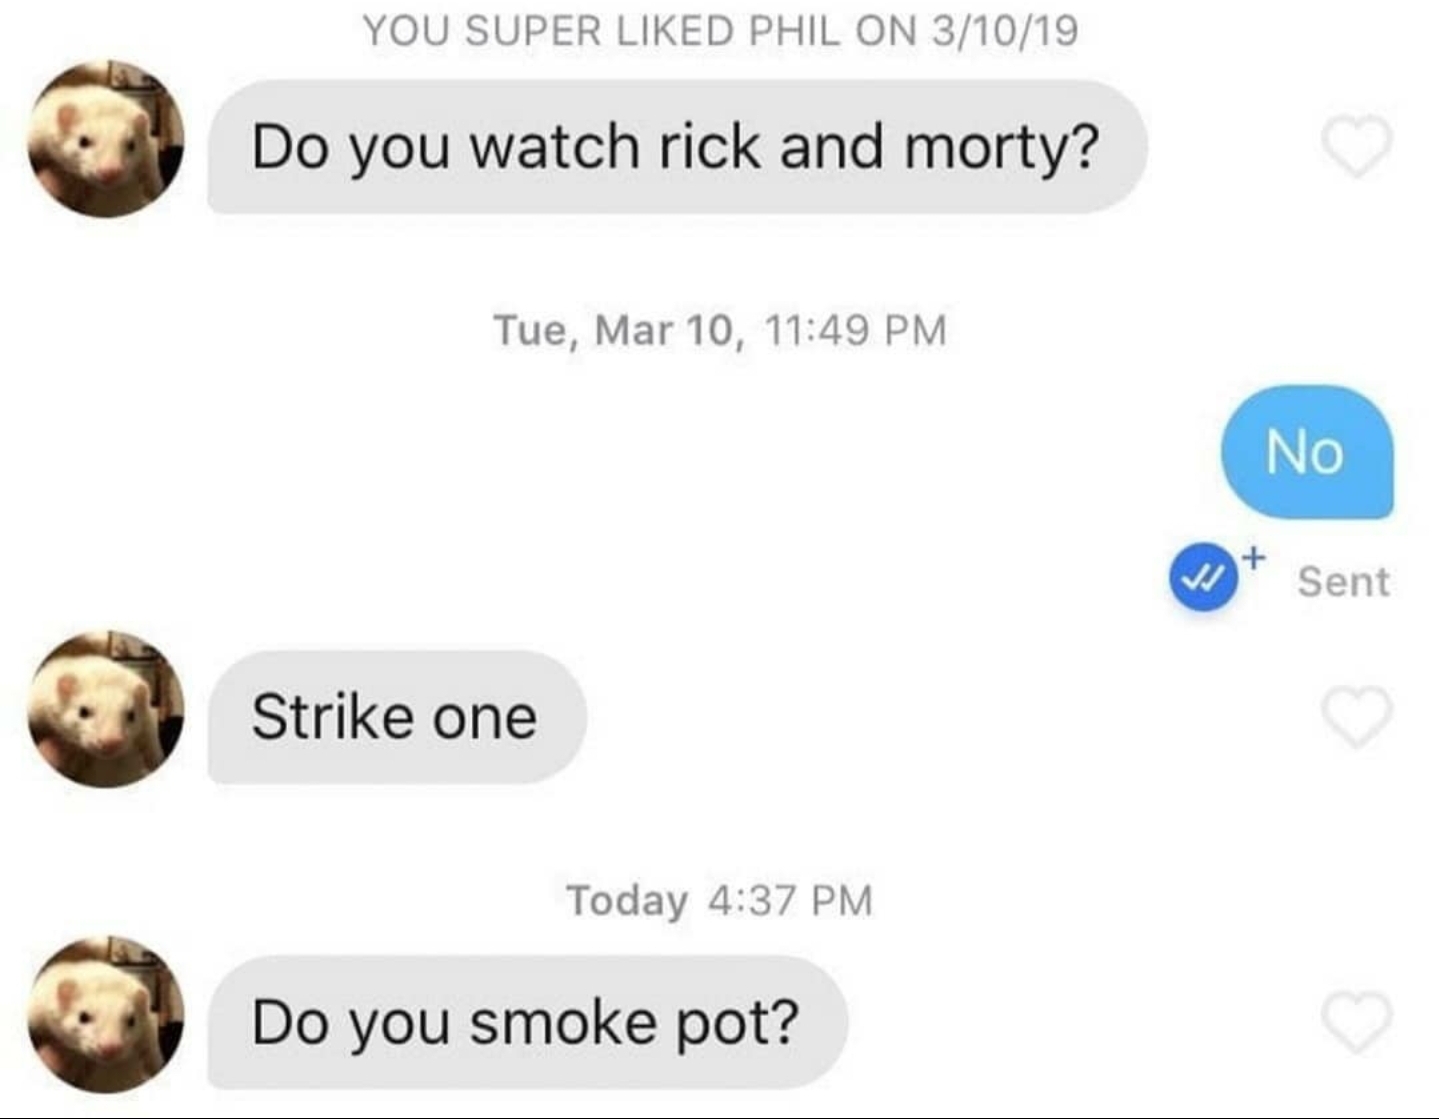 YOU SUPER LIKED PHIL ON 3/10/19
Do you watch rick and morty?
Tue, Mar 10, 11:49 PM
No
Sent
Strike one
Today 4:37 PM
Do you smoke pot?